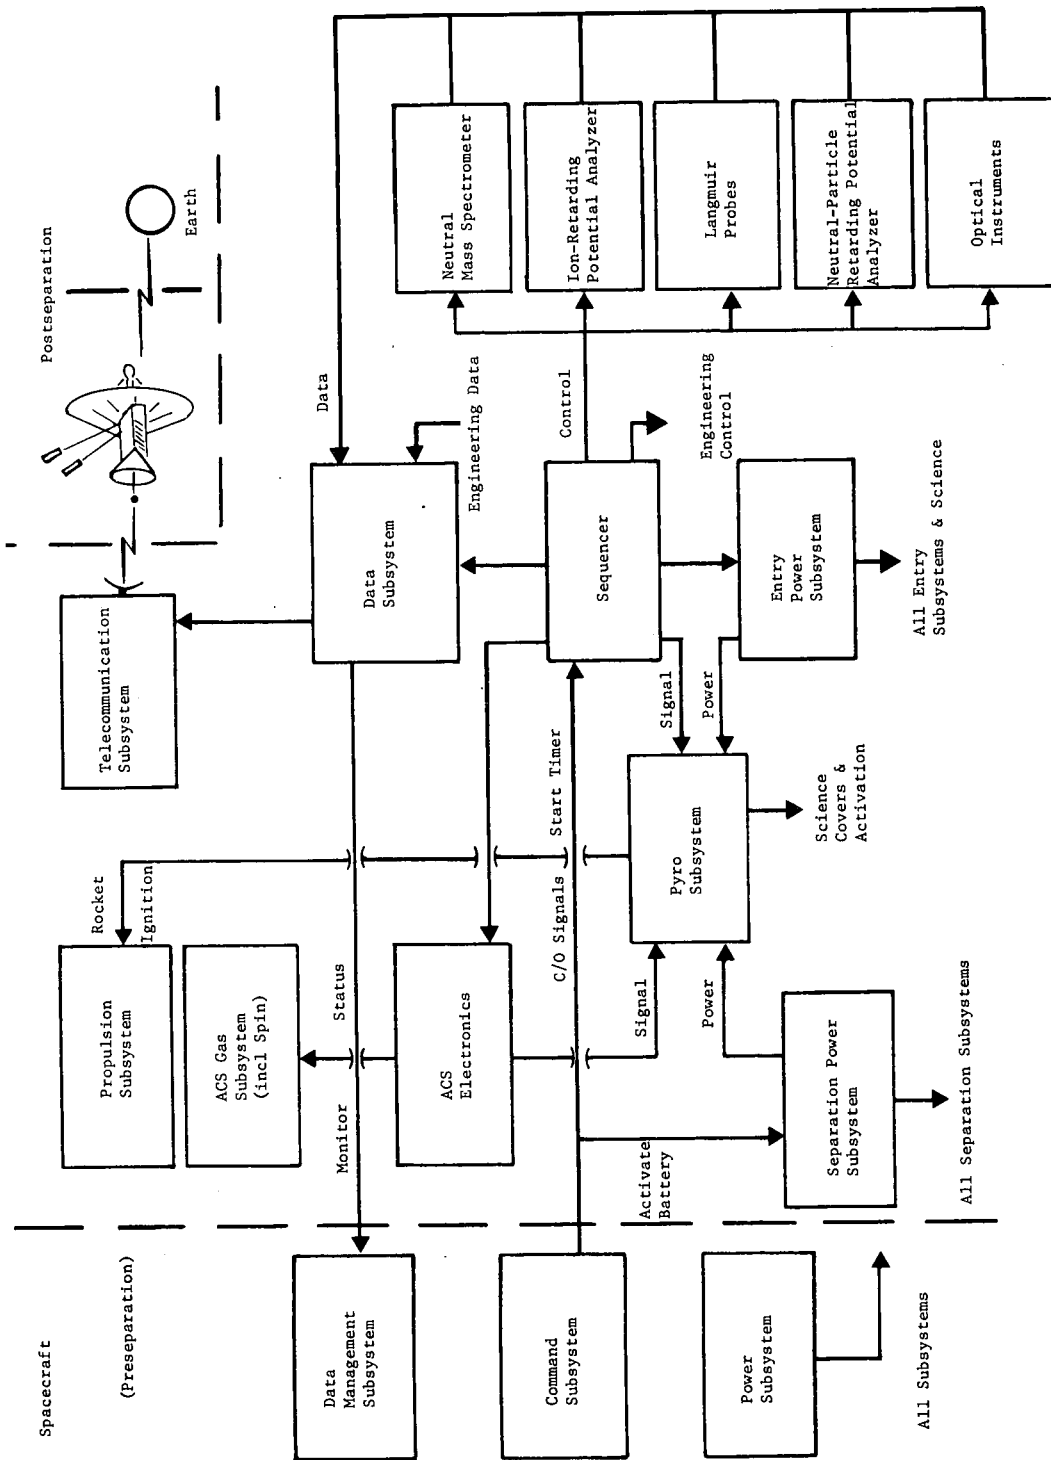 Spacecraft
(Preseparation)
Postseparation
Earth
Telecommunication
Subsystem
Propulsion
Subsystem
Rocket
Ignition
ACS Gas
Subsystem
(incl Spin)
Data
Management
Subsystem
Monitor
Status
Data
Subsystem
Data
Engineering Data
ACS
Electronics
Command
Subsystem
C/O Signals
Start Timer
Sequencer
Control
Engineering
Control
Activate
Battery
Signal
Power
Pyro
Subsystem
Signal
Power
Entry
Power
Subsystem
Power
Subsystem
All Subsystems
Separation Power
Subsystem
All Separation Subsystems
Science
Covers &
Activation
All Entry
Subsystems & Science
Neutral
Mass Spectrometer
Ion-Retarding
Potential Analyzer
Langmuir
Probes
Neutral-Particle
Retarding Potential
Analyzer
Optical
Instruments